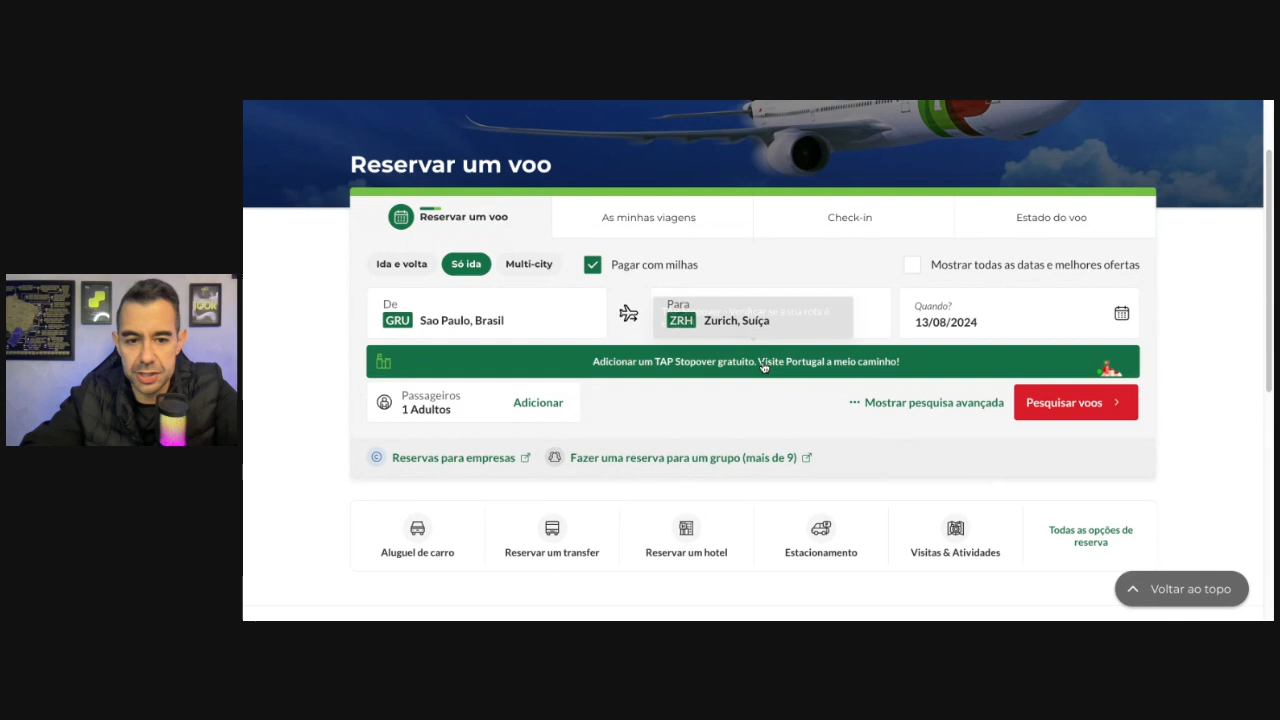 Reservar um voo
Reservar um voo
As minhas viagens
Check-in
Estado do voo
Ida e volta
Só ida
Multi-city
Pagar com milhas
Mostrar todas as datas e melhores ofertas
De
GRU Sao Paulo, Brasil
Para
ZRH Zurich, Suíça
Quando?
13/08/2024
Adicionar um TAP Stopover gratuito. Visite Portugal a meio caminho!
Passageiros
1 Adultos
Adicionar
Mostrar pesquisa avançada
Pesquisar voos
Reservas para empresas
Fazer uma reserva para um grupo (mais de 9)
Aluguel de carro
Reservar um transfer
Reservar um hotel
Estacionamento
Visitas & Atividades
Todas as opções de
reserva
Voltar ao topo
100K